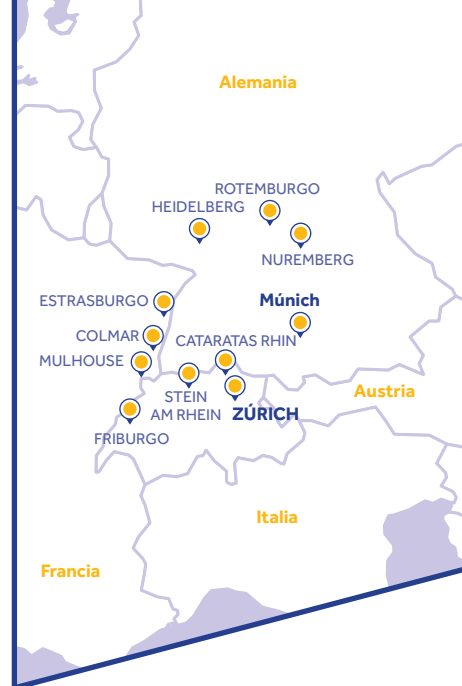 Alemania
ROTEMBURGO
HEIDELBERG
NUREMBERG
ESTRASBURGO
Múnich
COLMAR
CATARATAS RHIN
MULHOUSE
Austria
STEIN
AM RHEIN
ZÚRICH
FRIBURGO
Italia
Francia